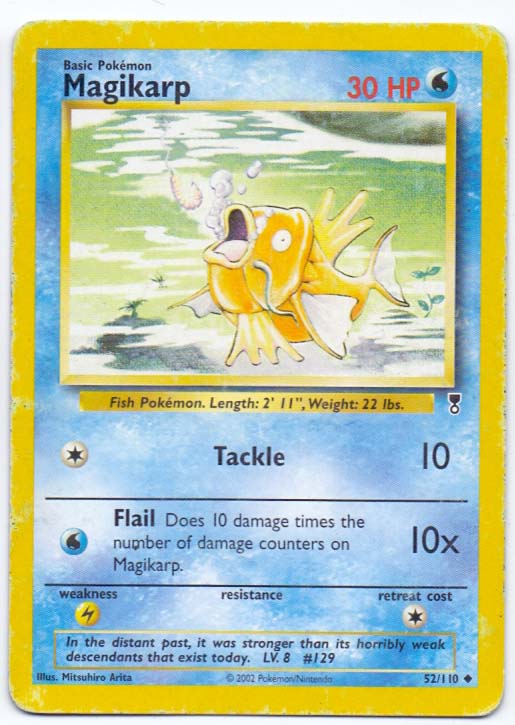 Basic Pokémon
Magikarp 30 HP
Fish Pokémon. Length: 2' 11", Weight: 22 lbs.
Tackle 10
Flail Does 10 damage times the
number of damage counters on
Magikarp.
10x
weakness resistance retreat cost
In the distant past, it was stronger than its horribly weak
descendants that exist today. LV. 8 #129
Illus. Mitsuhiro Arita © 2002 Pokémon/Nintendo 52/110 ◆